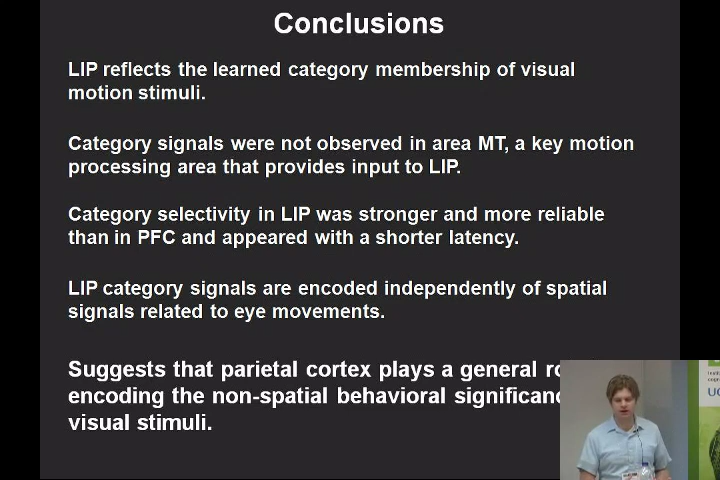 Conclusions
LIP reflects the learned category membership of visual
motion stimuli.
Category signals were not observed in area MT, a key motion
processing area that provides input to LIP.
Category selectivity in LIP was stronger and more reliable
than in PFC and appeared with a shorter latency.
LIP category signals are encoded independently of spatial
signals related to eye movements.
Suggests that parietal cortex plays a general
encoding the non-spatial behavioral
visual stimuli.